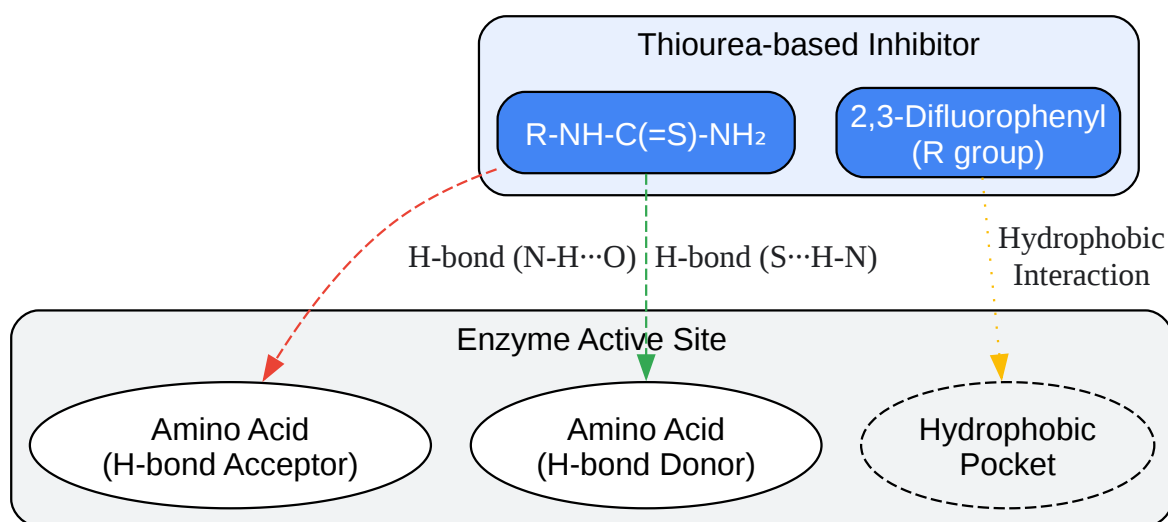 Thiourea-based Inhibitor
R-NH-C(=S)-NH₂
2,3-Difluorophenyl
(R group)
H-bond (N-H···O)
H-bond (S···H-N)
Hydrophobic
Interaction
Enzyme Active Site
Amino Acid
(H-bond Acceptor)
Amino Acid
(H-bond Donor)
Hydrophobic
Pocket